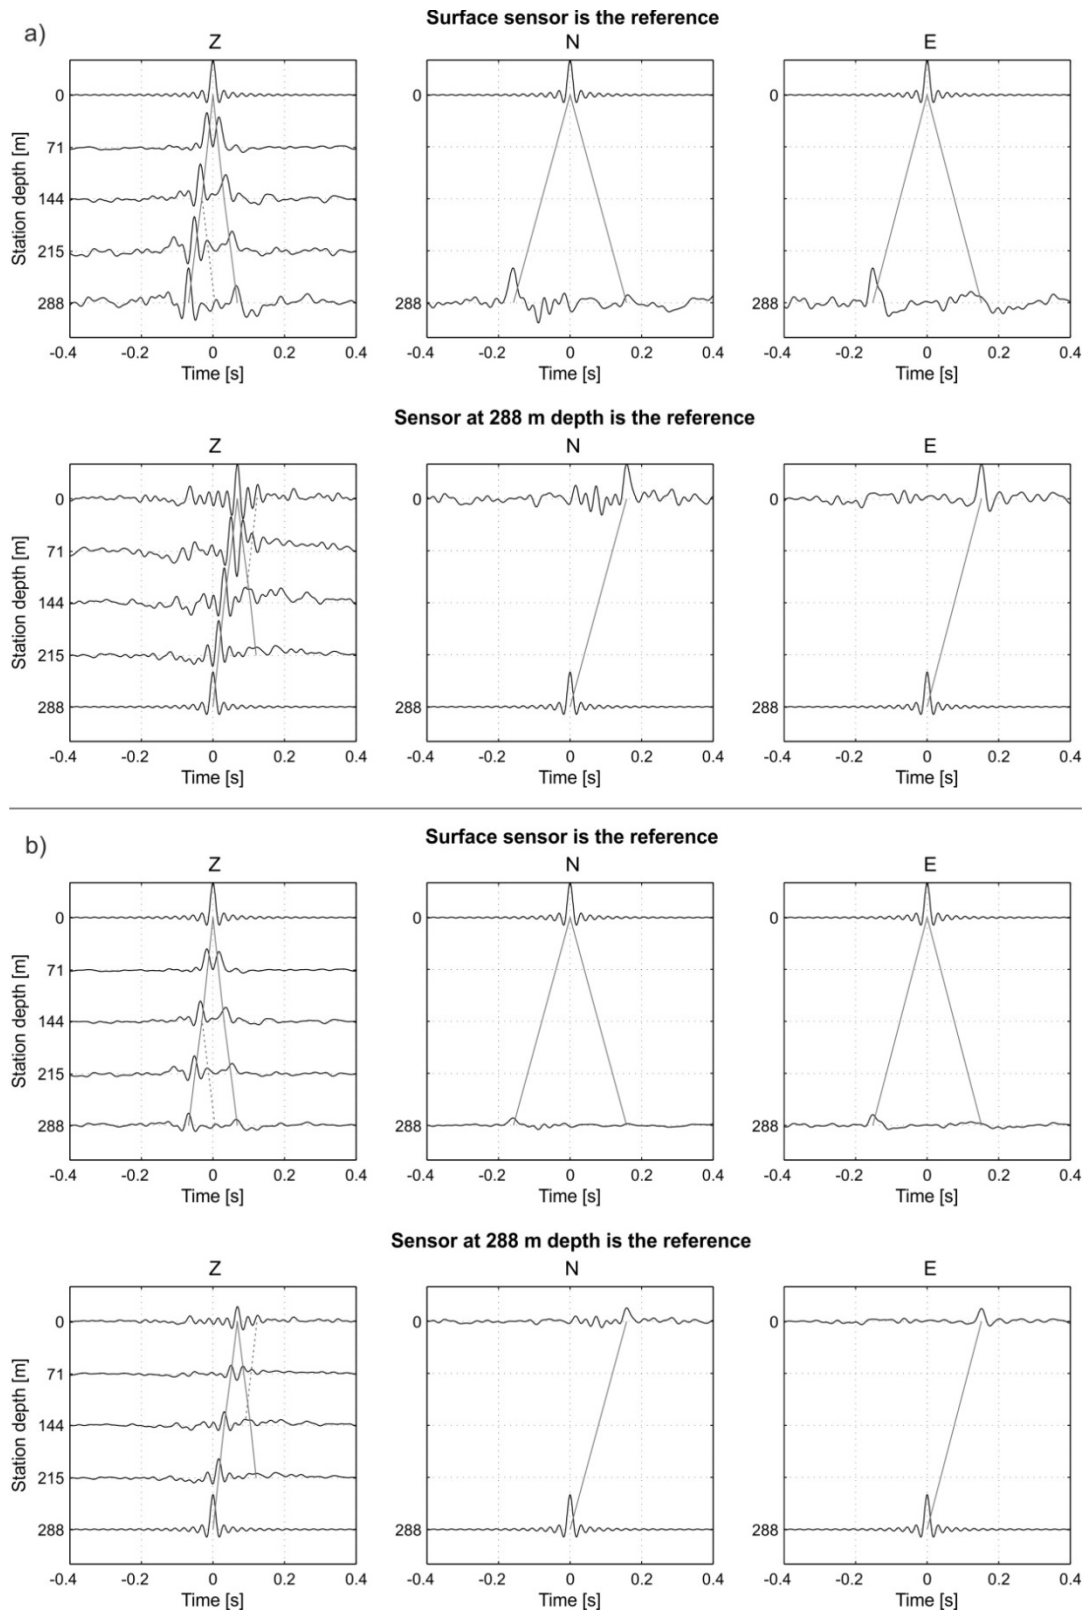 a)
Surface sensor is the reference
Z N E
Station depth [m]
0
71
144
215
288
-0.4 -0.2 0 0.2 0.4
Time [s]
0
288
-0.4 -0.2 0 0.2 0.4
Time [s]
0
288
-0.4 -0.2 0 0.2 0.4
Time [s]
Sensor at 288 m depth is the reference
Z N E
Station depth [m]
0
71
144
215
288
-0.4 -0.2 0 0.2 0.4
Time [s]
0
288
-0.4 -0.2 0 0.2 0.4
Time [s]
0
288
-0.4 -0.2 0 0.2 0.4
Time [s]
b)
Surface sensor is the reference
Z N E
Station depth [m]
0
71
144
215
288
-0.4 -0.2 0 0.2 0.4
Time [s]
0
288
-0.4 -0.2 0 0.2 0.4
Time [s]
0
288
-0.4 -0.2 0 0.2 0.4
Time [s]
Sensor at 288 m depth is the reference
Z N E
Station depth [m]
0
71
144
215
288
-0.4 -0.2 0 0.2 0.4
Time [s]
0
288
-0.4 -0.2 0 0.2 0.4
Time [s]
0
288
-0.4 -0.2 0 0.2 0.4
Time [s]